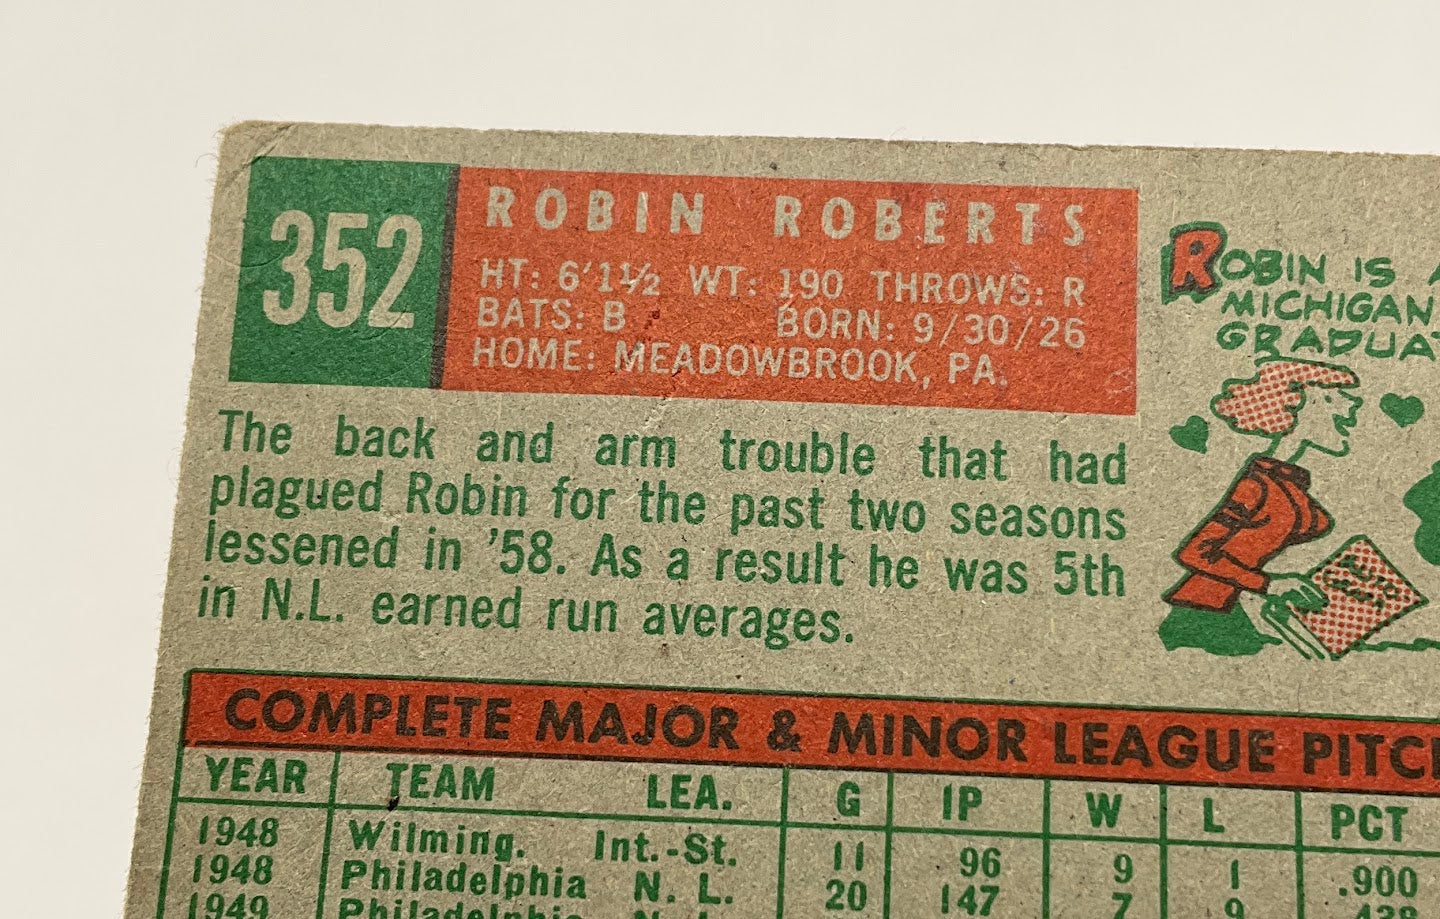 352
ROBIN ROBERTS
HT: 6'1½ WT: 190 THROWS: R
BATS: B BORN: 9/30/26
HOME: MEADOWBROOK, PA.
ROBIN IS
MICHIGAN
The back and arm trouble that had
plagued Robin for the past two seasons
lessened in '58. As a result he was 5th
in N.L. earned run averages.
COMPLETE MAJOR & MINOR LEAGUE
YEAR TEAM LEA. G IP W L PCT
1948 Wilming. Int.-St. 11 96 9 1 .900
1948 Philadelphia N. L. 20 147 7 9
1949 Philadelphia